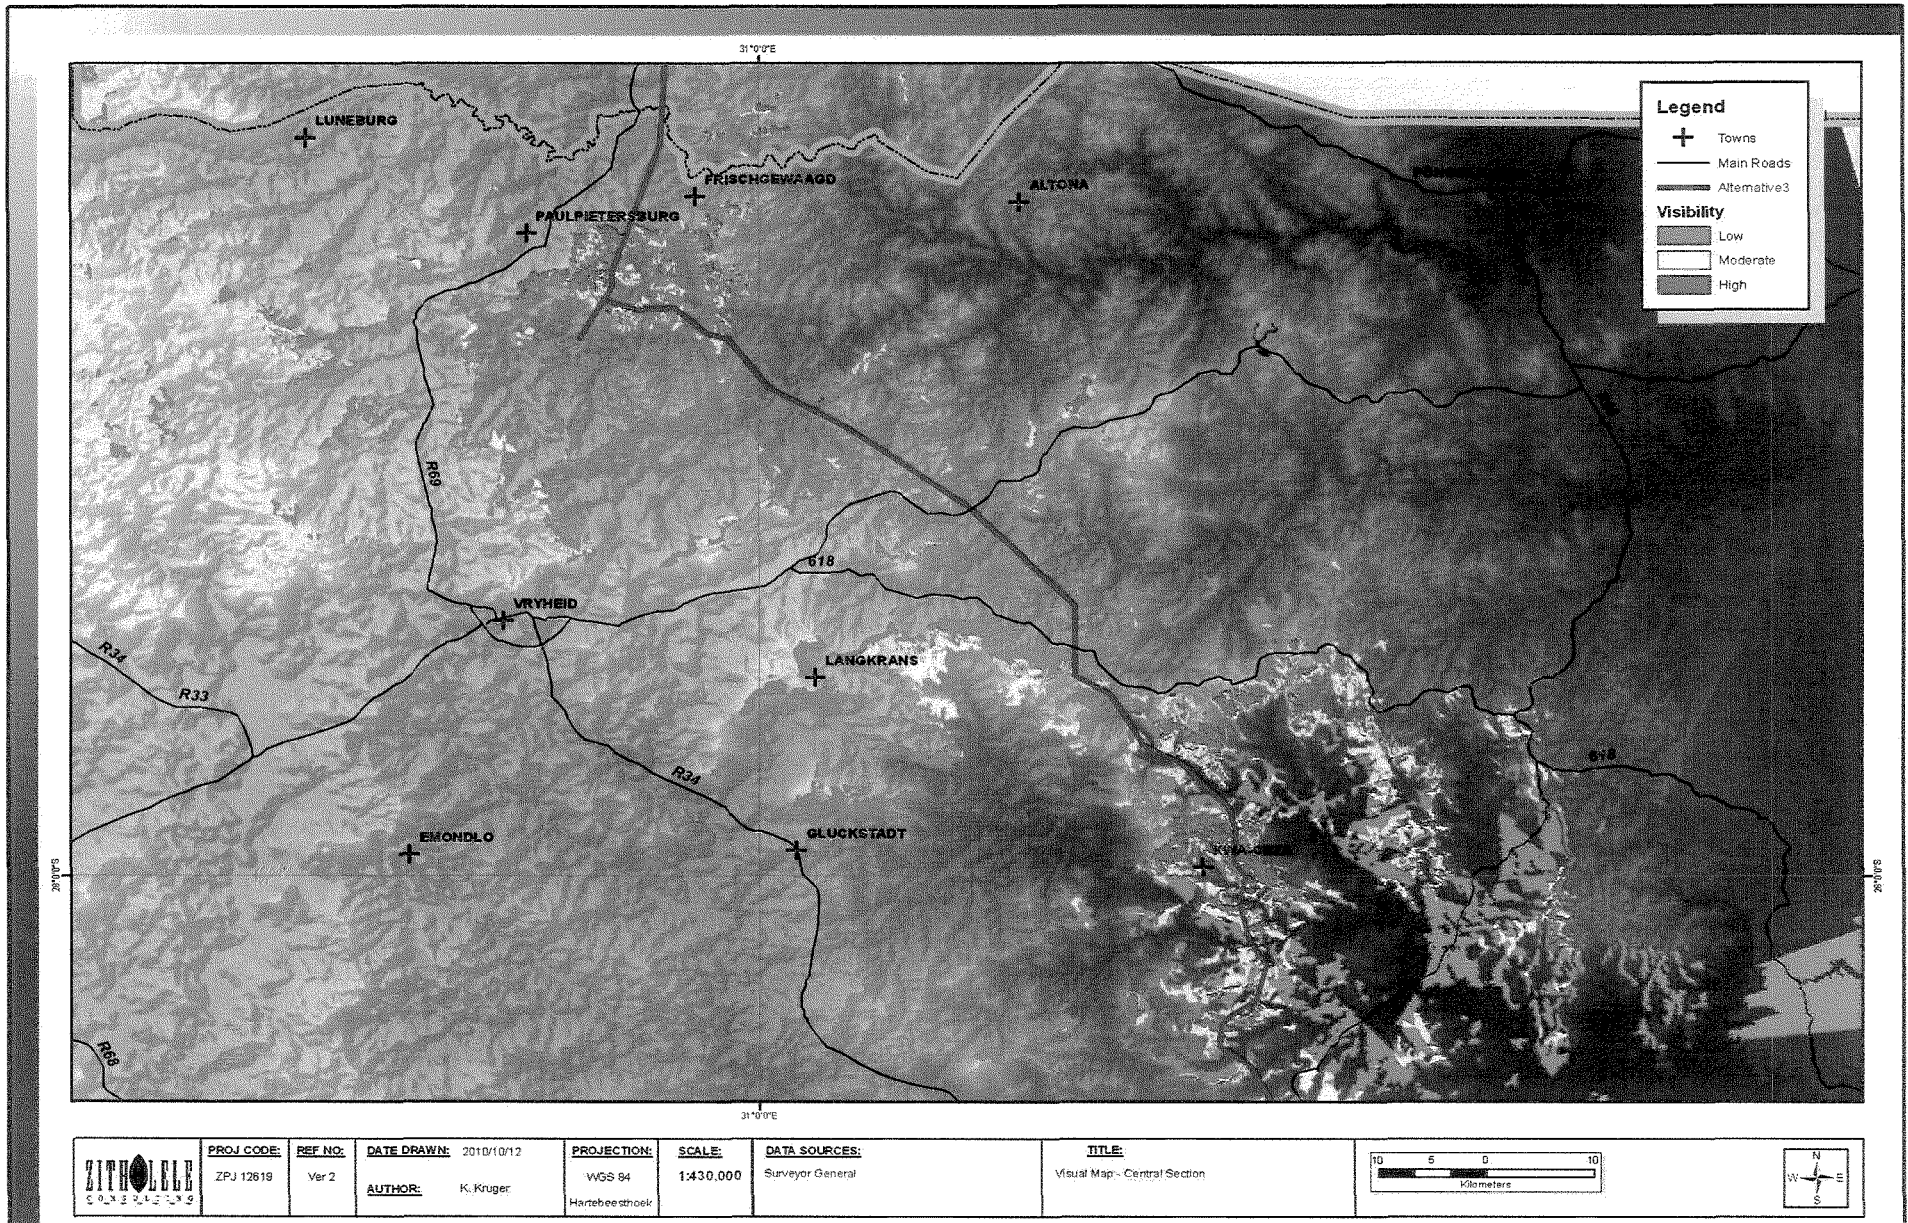 31°0'0"E
LUNEBURG
FRISCHGEWAAGD
ALTONA
PAULPIETERSBURG
Legend
Towns
Main Roads
Alternative3
Visibility
Low
Moderate
High
R69
618
VRYHEID
LANGKRANS
R34
R33
R34
618
EMONDLO
GLUCKSTADT
R68
31°0'0"E
ZITHOLELE
CONSULTING
PROJ CODE:
ZPJ 12619
REF NO:
Ver 2
DATE DRAWN: 2010/10/12
AUTHOR: K. Kruger
PROJECTION:
WGS 84
Hartebeesthoek
SCALE:
1:430,000
DATA SOURCES:
Surveyor General
TITLE:
Visual Map - Central Section
10 5 0 10
Kilometers
N
W E
S